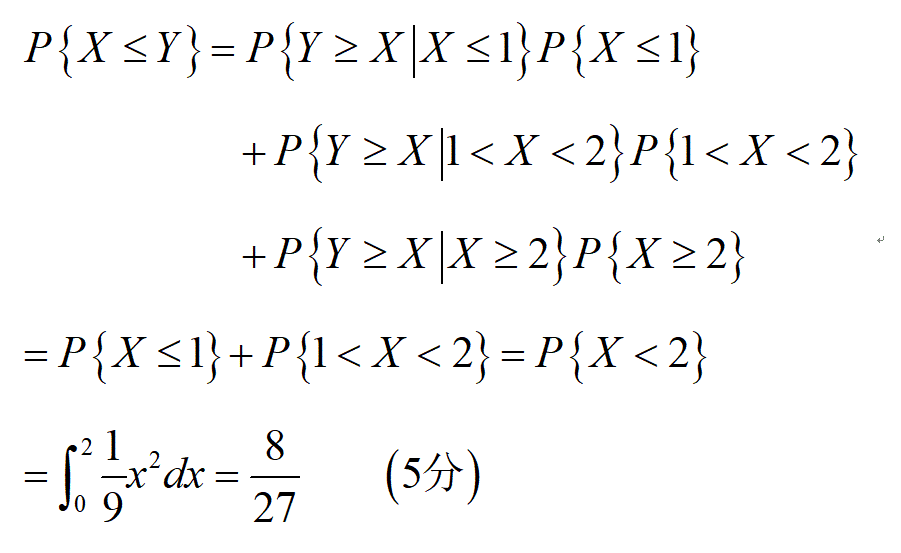 P{X ≤ Y} = P{Y ≥ X|X ≤ 1}P{X ≤ 1}
+ P{Y ≥ X|1 < X < 2}P{1 < X < 2}
+ P{Y ≥ X|X ≥ 2}P{X ≥ 2}
= P{X ≤ 1} + P{1 < X < 2} = P{X < 2}
= ∫₀² 1/9 x² dx = 8/27 (5分)